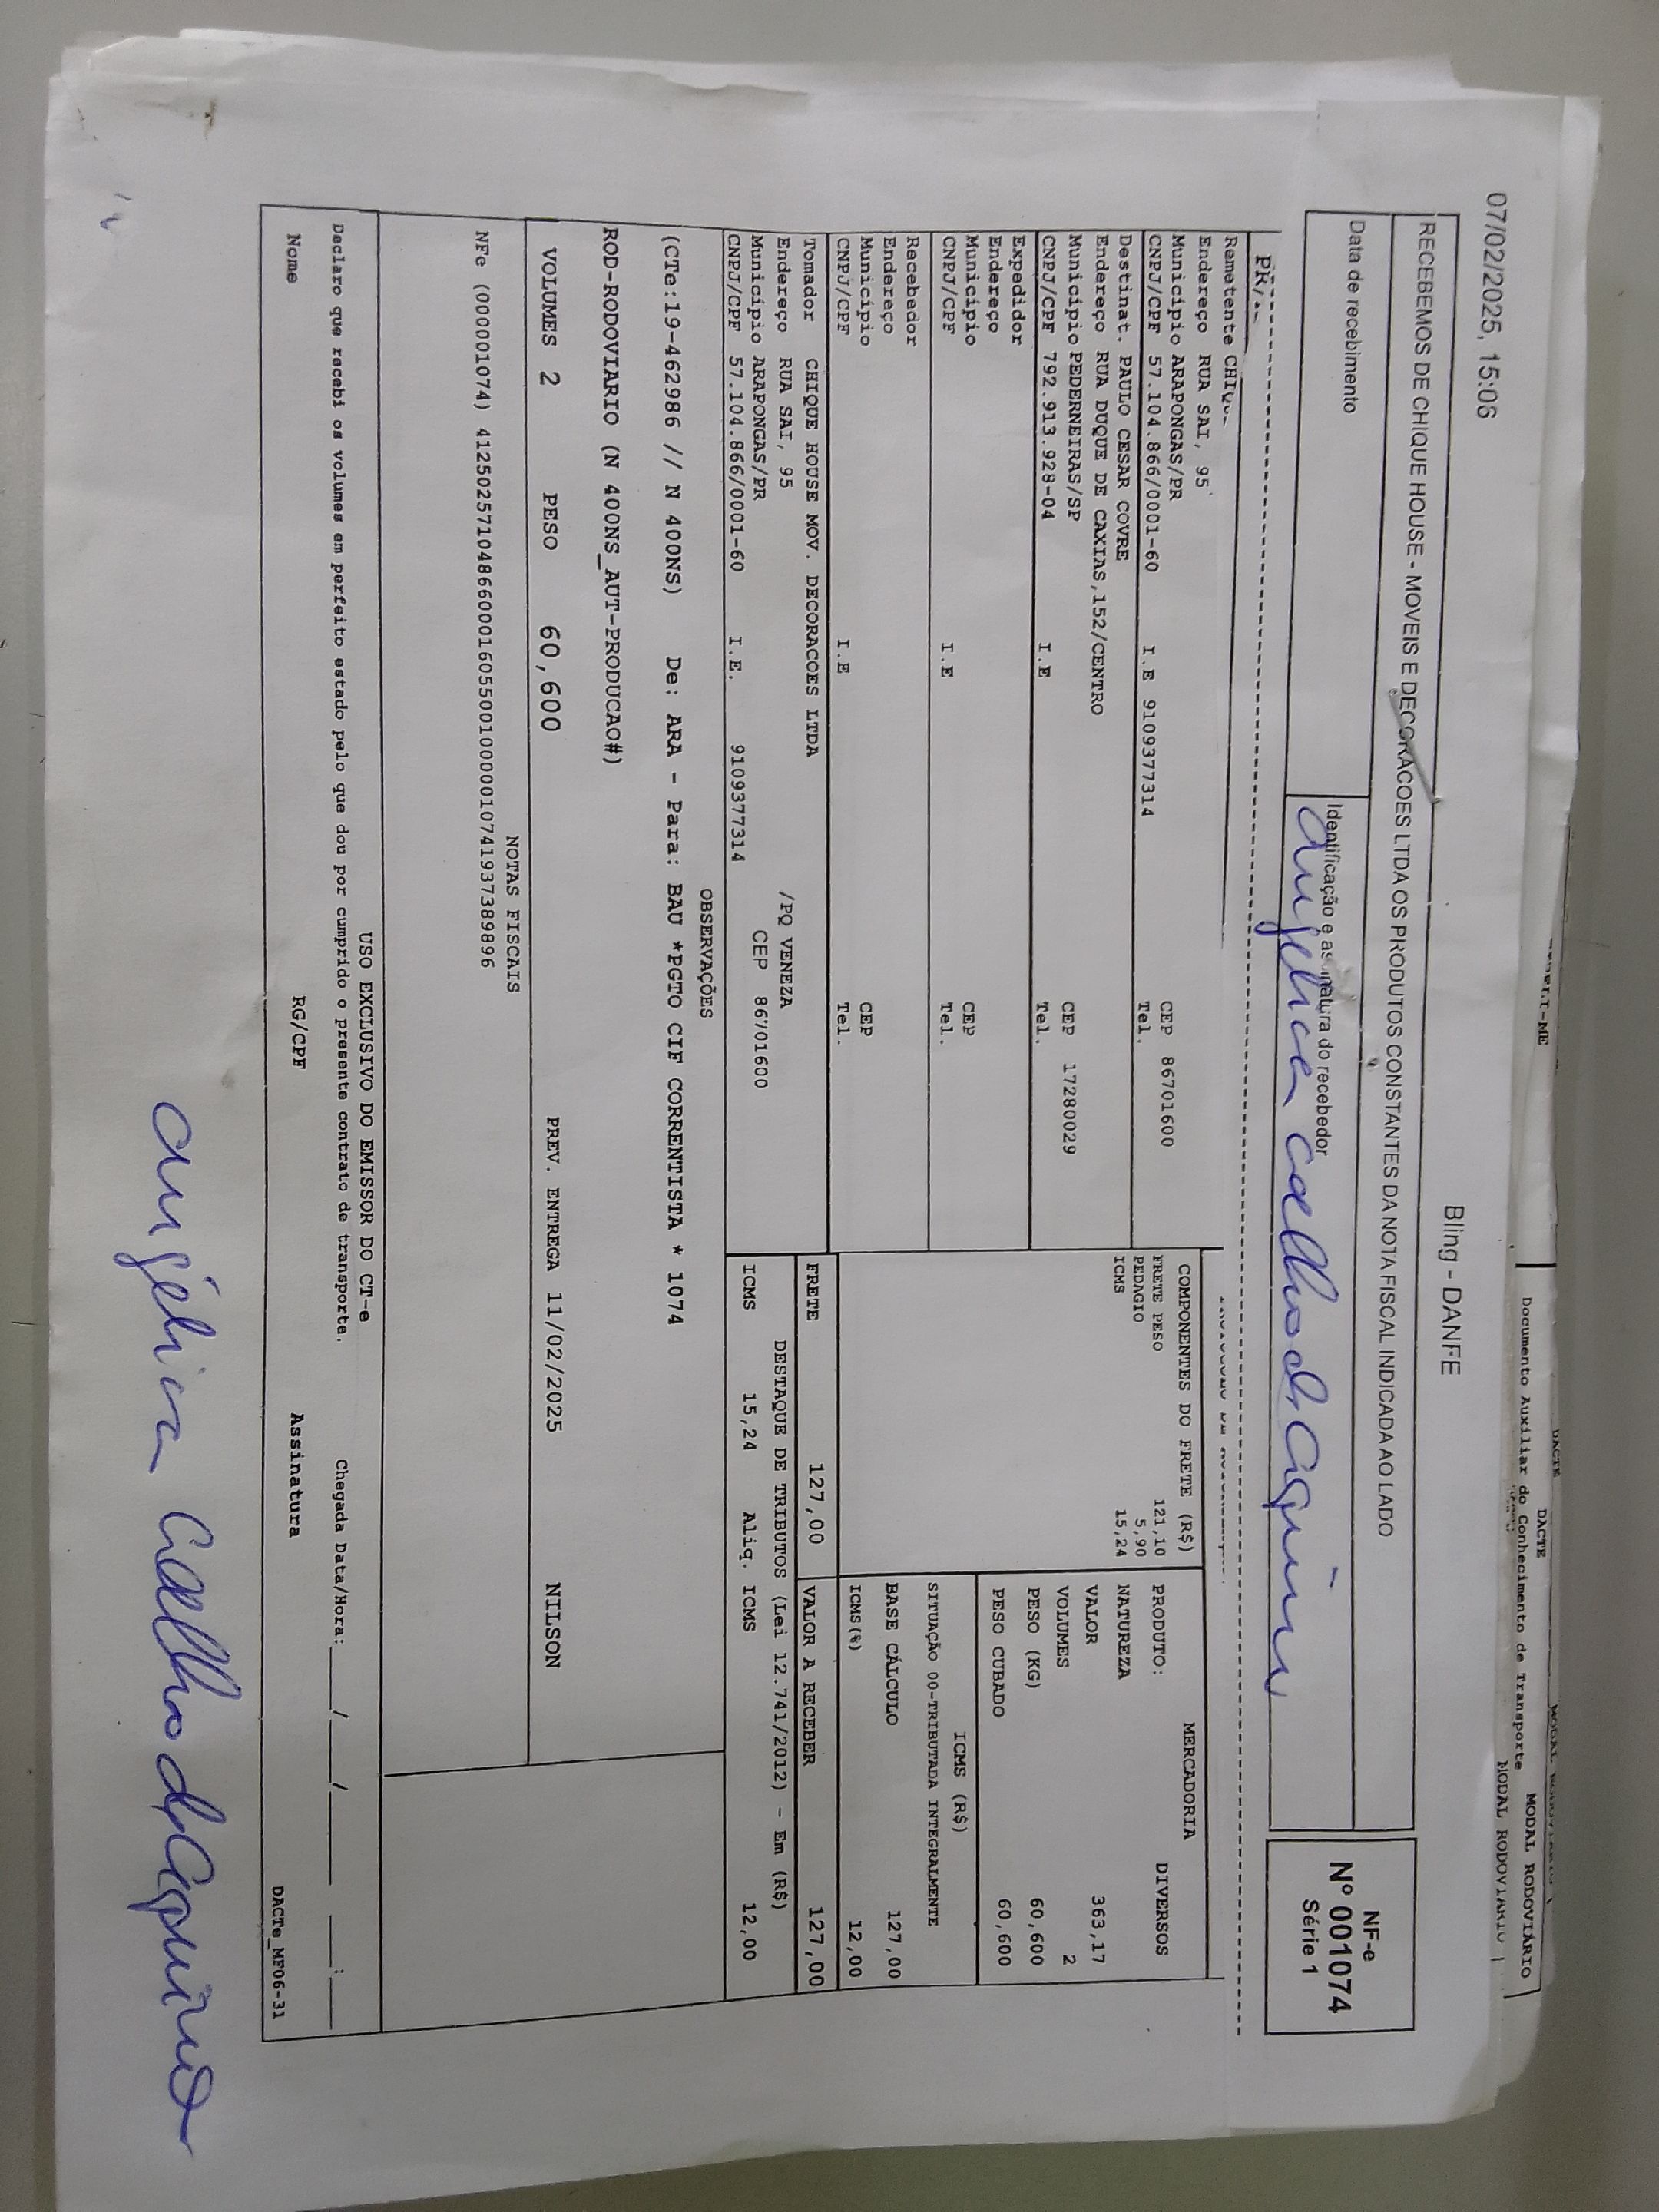 DACTE
DACTE
MODAL RODOVIÁRIO
Documento Auxiliar do Conhecimento de Transporte
MODAL RODOVIÁRIO
07/02/2025, 15:06
Bling - DANFE
RECEBEMOS DE CHIQUE HOUSE - MOVEIS E DECORACOES LTDA OS PRODUTOS CONSTANTES DA NOTA FISCAL INDICADA AO LADO
Data de recebimento
Identificação e assinatura do recebedor
NF-e
Nº 001074
Série 1
Remetente
Endereço RUA SAI, 95
Município ARAPONGAS/PR CEP 86701600
CNPJ/CPF 57.104.866/0001-60 I.E 9109377314 Tel.
Destinat. PAULO CESAR COVRE
Endereço RUA DUQUE DE CAXIAS,152/CENTRO
Município PEDERNEIRAS/SP CEP 17280029
CNPJ/CPF 792.913.928-04 I.E Tel.
Expedidor
Endereço
Município CEP
CNPJ/CPF I.E Tel.
Recebedor
Endereço
Município CEP
CNPJ/CPF I.E Tel.
COMPONENTES DO FRETE (R$)
FRETE PESO 121,10
PEDAGIO 5,90
ICMS 15,24
MERCADORIA
PRODUTO: DIVERSOS
NATUREZA
VALOR 363,17
VOLUMES 2
PESO (KG) 60,600
PESO CUBADO 60,600
ICMS (R$)
SITUAÇÃO 00-TRIBUTADA INTEGRALMENTE
BASE CÁLCULO 127,00
ICMS(%) 12,00
Tomador CHIQUE HOUSE MOV. DECORACOES LTDA
Endereço RUA SAI, 95 /PQ VENEZA
Município ARAPONGAS/PR CEP 86701600
CNPJ/CPF 57.104.866/0001-60 I.E. 9109377314
FRETE 127,00 VALOR A RECEBER 127,00
DESTAQUE DE TRIBUTOS (Lei 12.741/2012) - Em (R$)
ICMS 15,24 Aliq. ICMS 12,00
OBSERVAÇÕES
(CTe:19-462986 // N 400NS) De: ARA - Para: BAU *PGTO CIF CORRENTISTA * 1074
ROD-RODOVIARIO (N 400NS_AUT-PRODUCAO#)
VOLUMES 2 PESO 60,600 PREV. ENTREGA 11/02/2025 NILSON
NOTAS FISCAIS
NFe (000001074) 41250257104866000160550010000010741937389896
USO EXCLUSIVO DO EMISSOR DO CT-e
Declaro que recebi os volumes em perfeito estado pelo que dou por cumprido o presente contrato de transporte. Chegada Data/Hora:____/____/______ ____:____
Nome RG/CPF Assinatura DACTe_MF06-31
angélica Coelho de